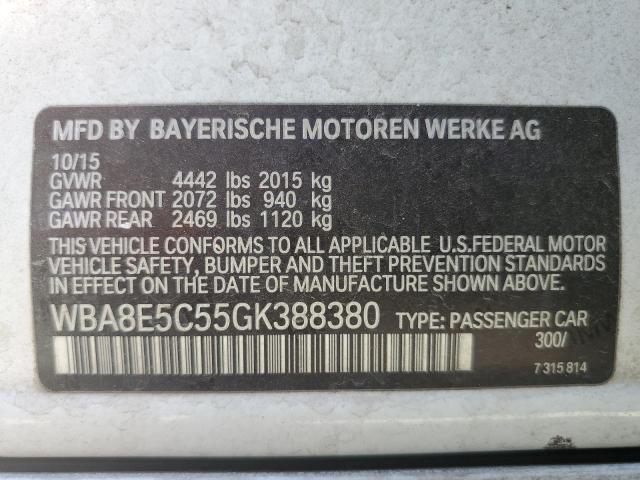 MFD BY BAYERISCHE MOTOREN WERKE AG
10/15
GVWR 4442 lbs 2015 kg
GAWR FRONT 2072 lbs 940 kg
GAWR REAR 2469 lbs 1120 kg
THIS VEHICLE CONFORMS TO ALL APPLICABLE U.S.FEDERAL MOTOR
VEHICLE SAFETY, BUMPER AND THEFT PREVENTION STANDARDS
IN EFFECT ON THE DATE OF MANUFACTURE SHOWN ABOVE.
WBA8E5C55GK388380 TYPE: PASSENGER CAR
300/
7 315 814